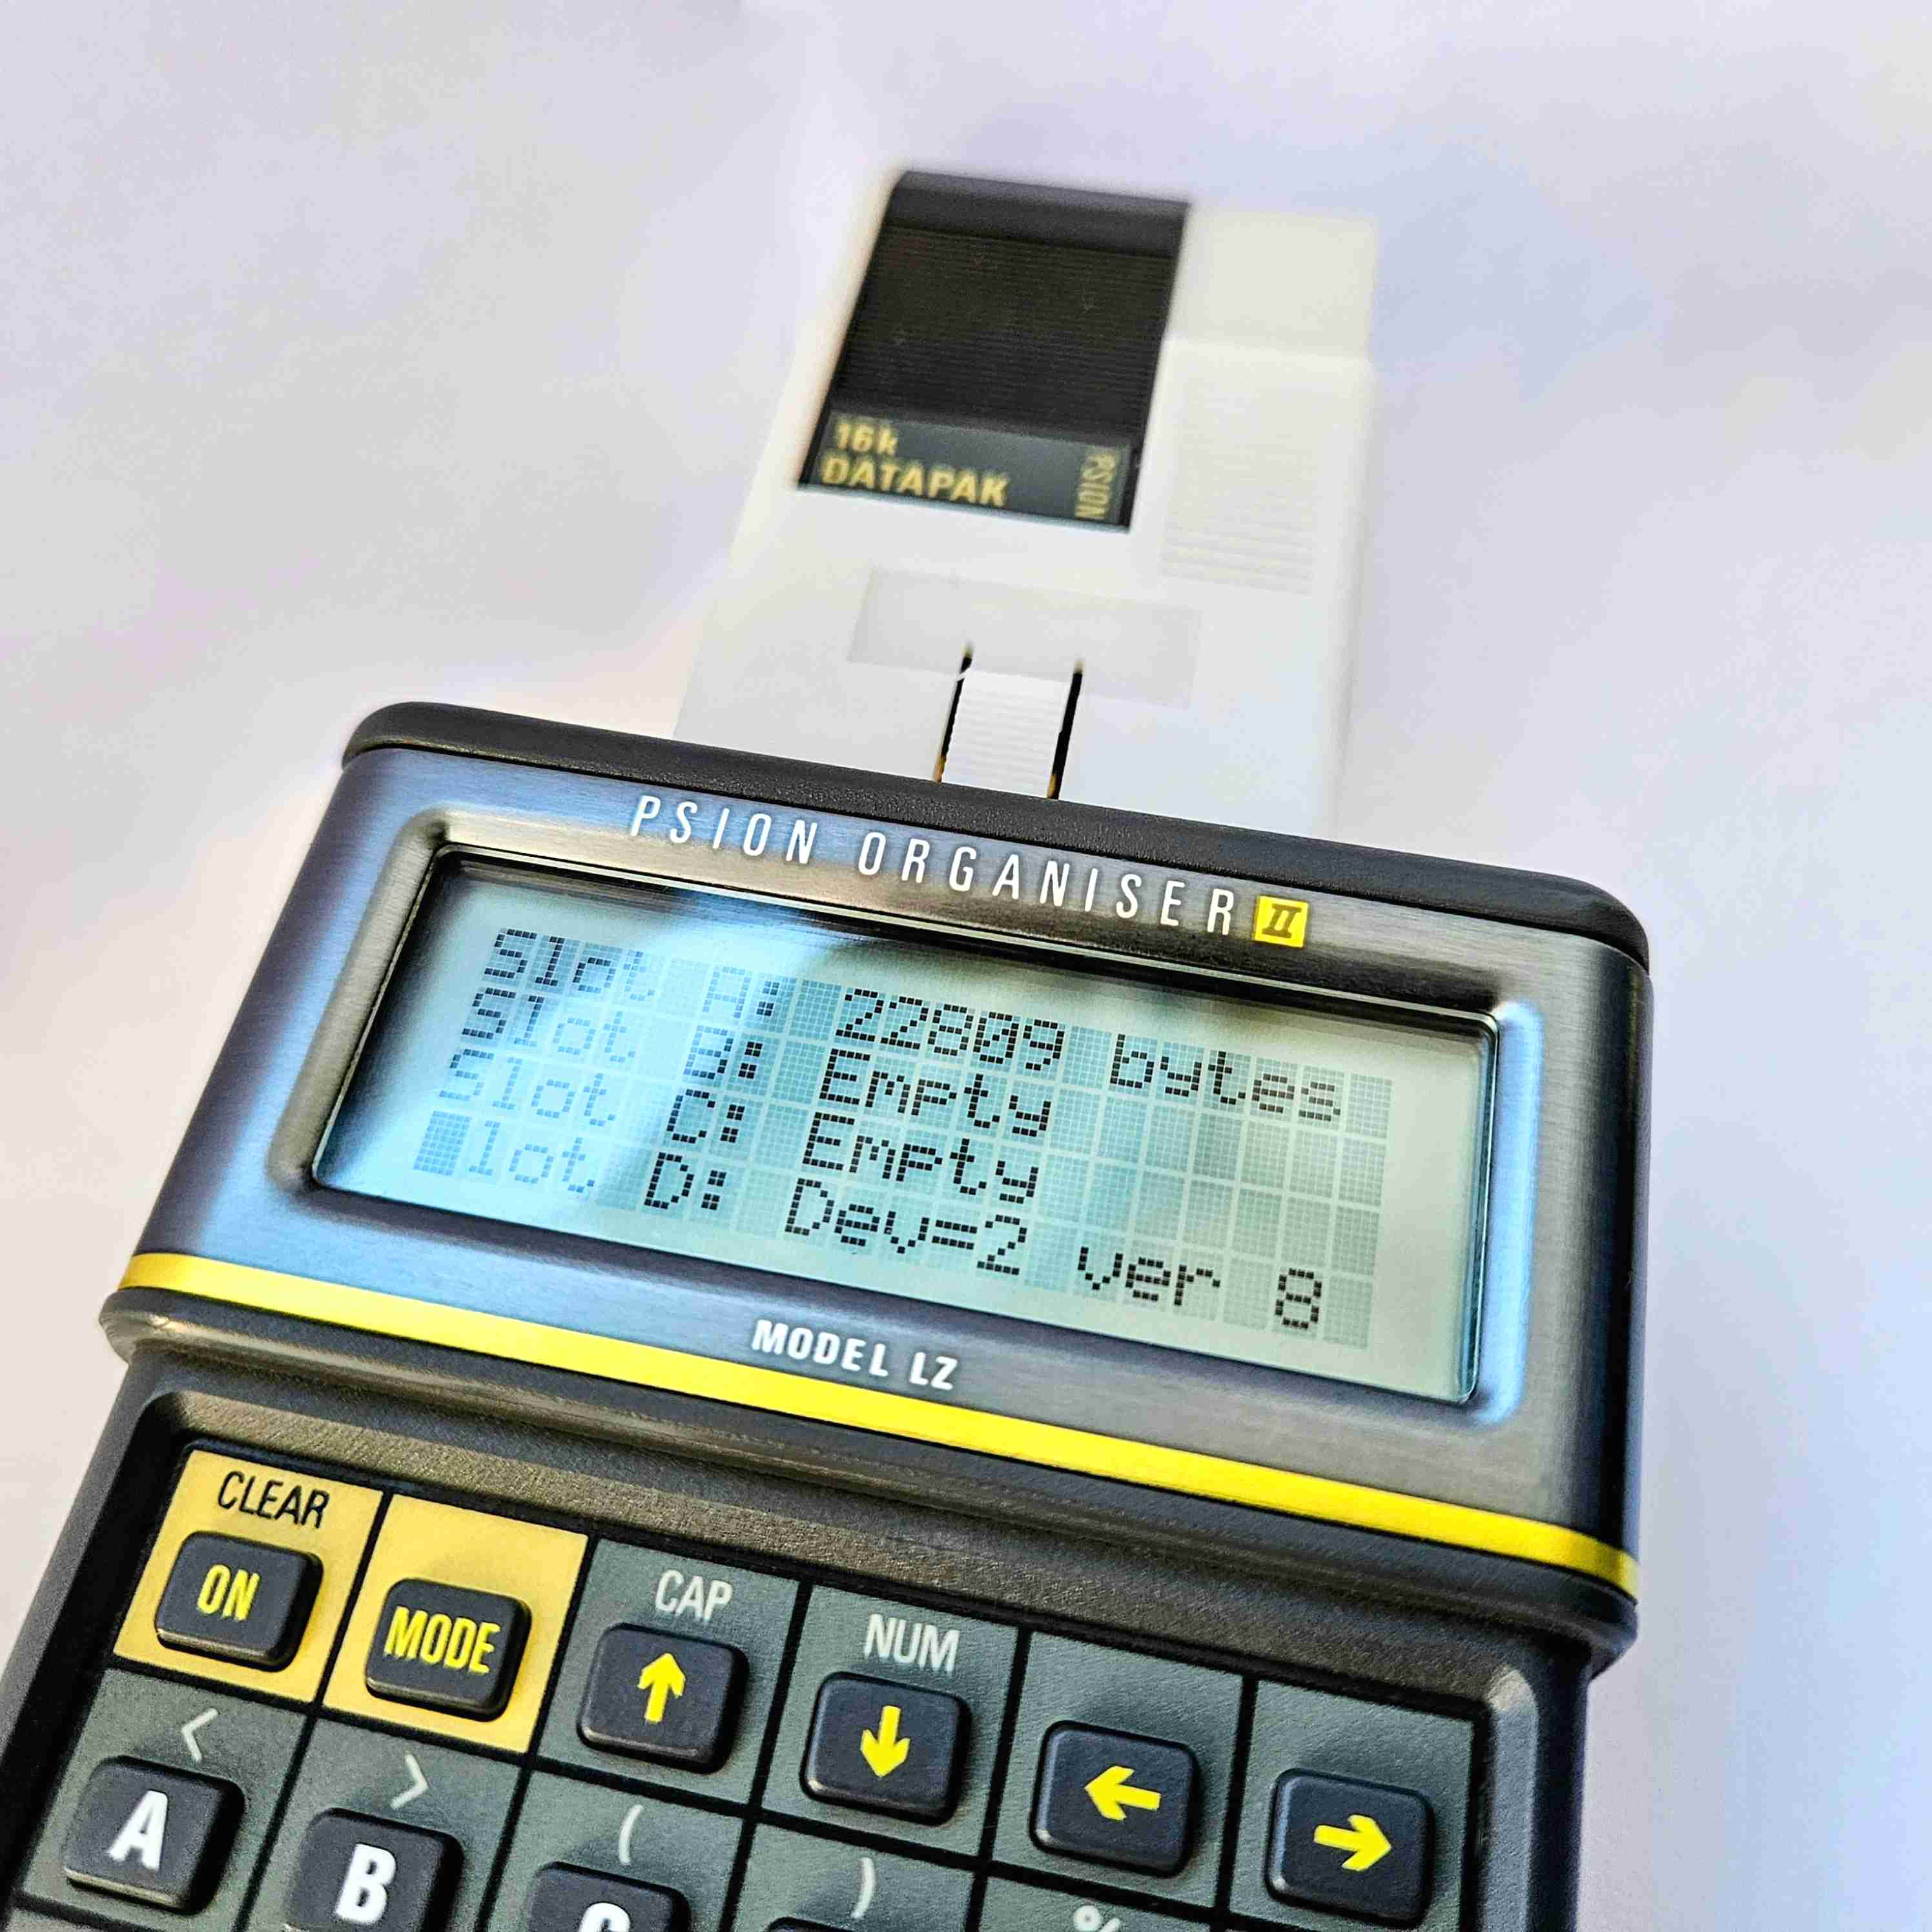 16k
DATAPAK
PSION
PSION ORGANISER II
Slot A: 22809 bytes
Slot B: Empty
Slot C: Empty
lot D: Dev=2 ver 8
MODEL LZ
CLEAR
ON
MODE
CAP
↑
NUM
↓
←
→
<
A
>
B
(
)
%